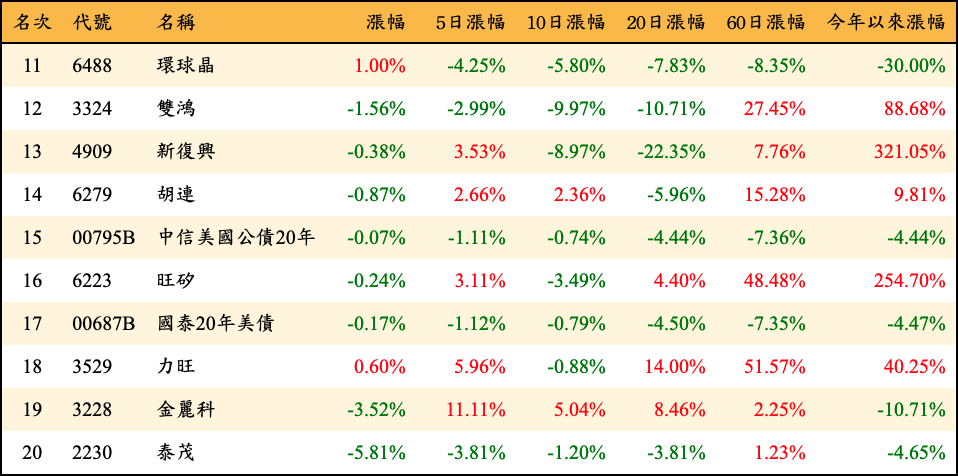 名次 代號 名稱 漲幅 5日漲幅 10日漲幅 20日漲幅 60日漲幅 今年以來漲幅
11 6488 環球晶 1.00% -4.25% -5.80% -7.83% -8.35% -30.00%
12 3324 雙鴻 -1.56% -2.99% -9.97% -10.71% 27.45% 88.68%
13 4909 新復興 -0.38% 3.53% -8.97% -22.35% 7.76% 321.05%
14 6279 胡連 -0.87% 2.66% 2.36% -5.96% 15.28% 9.81%
15 00795B 中信美國公債20年 -0.07% -1.11% -0.74% -4.44% -7.36% -4.44%
16 6223 旺矽 -0.24% 3.11% -3.49% 4.40% 48.48% 254.70%
17 00687B 國泰20年美債 -0.17% -1.12% -0.79% -4.50% -7.35% -4.47%
18 3529 力旺 0.60% 5.96% -0.88% 14.00% 51.57% 40.25%
19 3228 金麗科 -3.52% 11.11% 5.04% 8.46% 2.25% -10.71%
20 2230 泰茂 -5.81% -3.81% -1.20% -3.81% 1.23% -4.65%